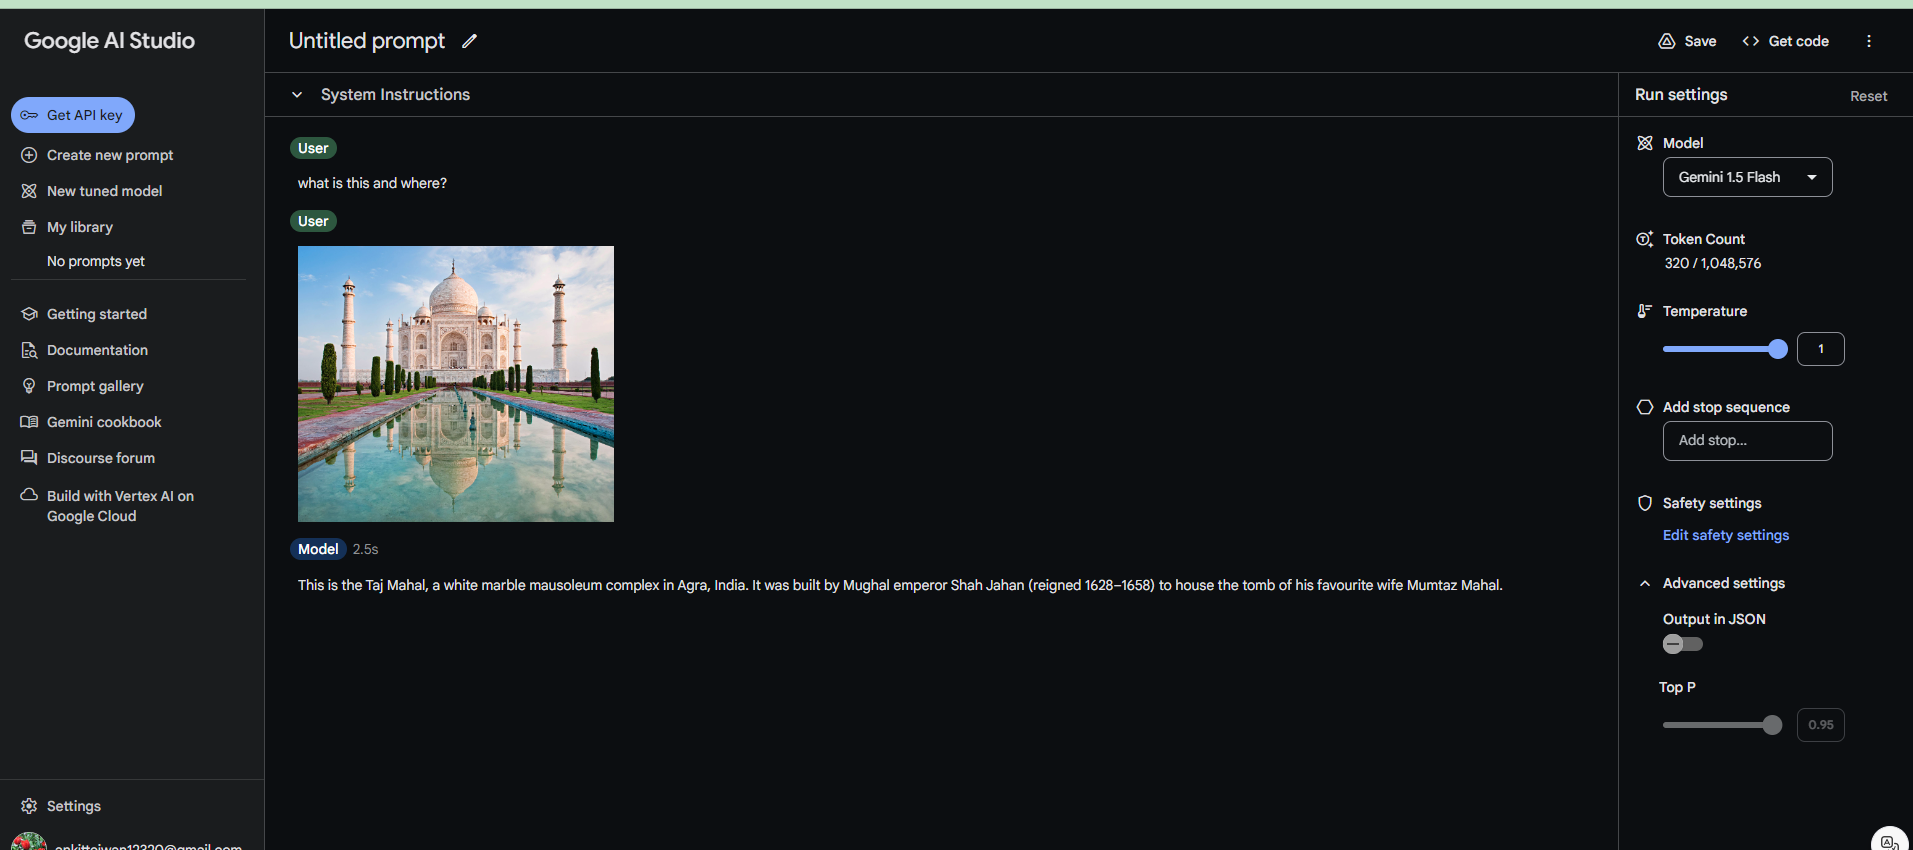 Google AI Studio
Get API key
Create new prompt
New tuned model
My library
No prompts yet
Getting started
Documentation
Prompt gallery
Gemini cookbook
Discourse forum
Build with Vertex AI on
Google Cloud
Settings
Untitled prompt
Save
Get code
System Instructions
User
what is this and where?
User
Model 2.5s
This is the Taj Mahal, a white marble mausoleum complex in Agra, India. It was built by Mughal emperor Shah Jahan (reigned 1628–1658) to house the tomb of his favourite wife Mumtaz Mahal.
Run settings
Reset
Model
Gemini 1.5 Flash
Token Count
320 / 1,048,576
Temperature
1
Add stop sequence
Add stop...
Safety settings
Edit safety settings
Advanced settings
Output in JSON
Top P
0.95